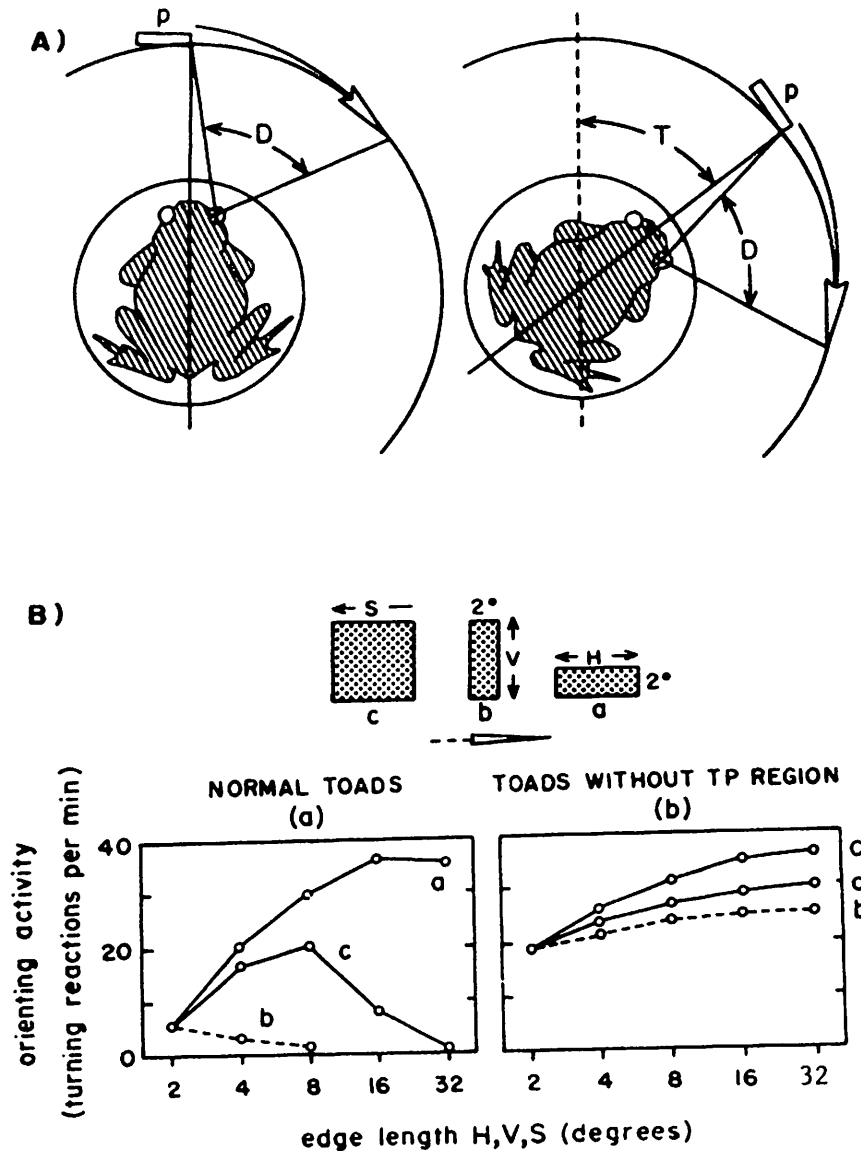 A)
p
D
p
T
D
B)
← S —
2°
V
← H →
2°
c
b
a
NORMAL TOADS
(a)
TOADS WITHOUT TP REGION
(b)
orienting activity
(turning reactions per min)
40
20
0
a
c
b
c
b
2 4 8 16 32
2 4 8 16 32
edge length H,V,S (degrees)